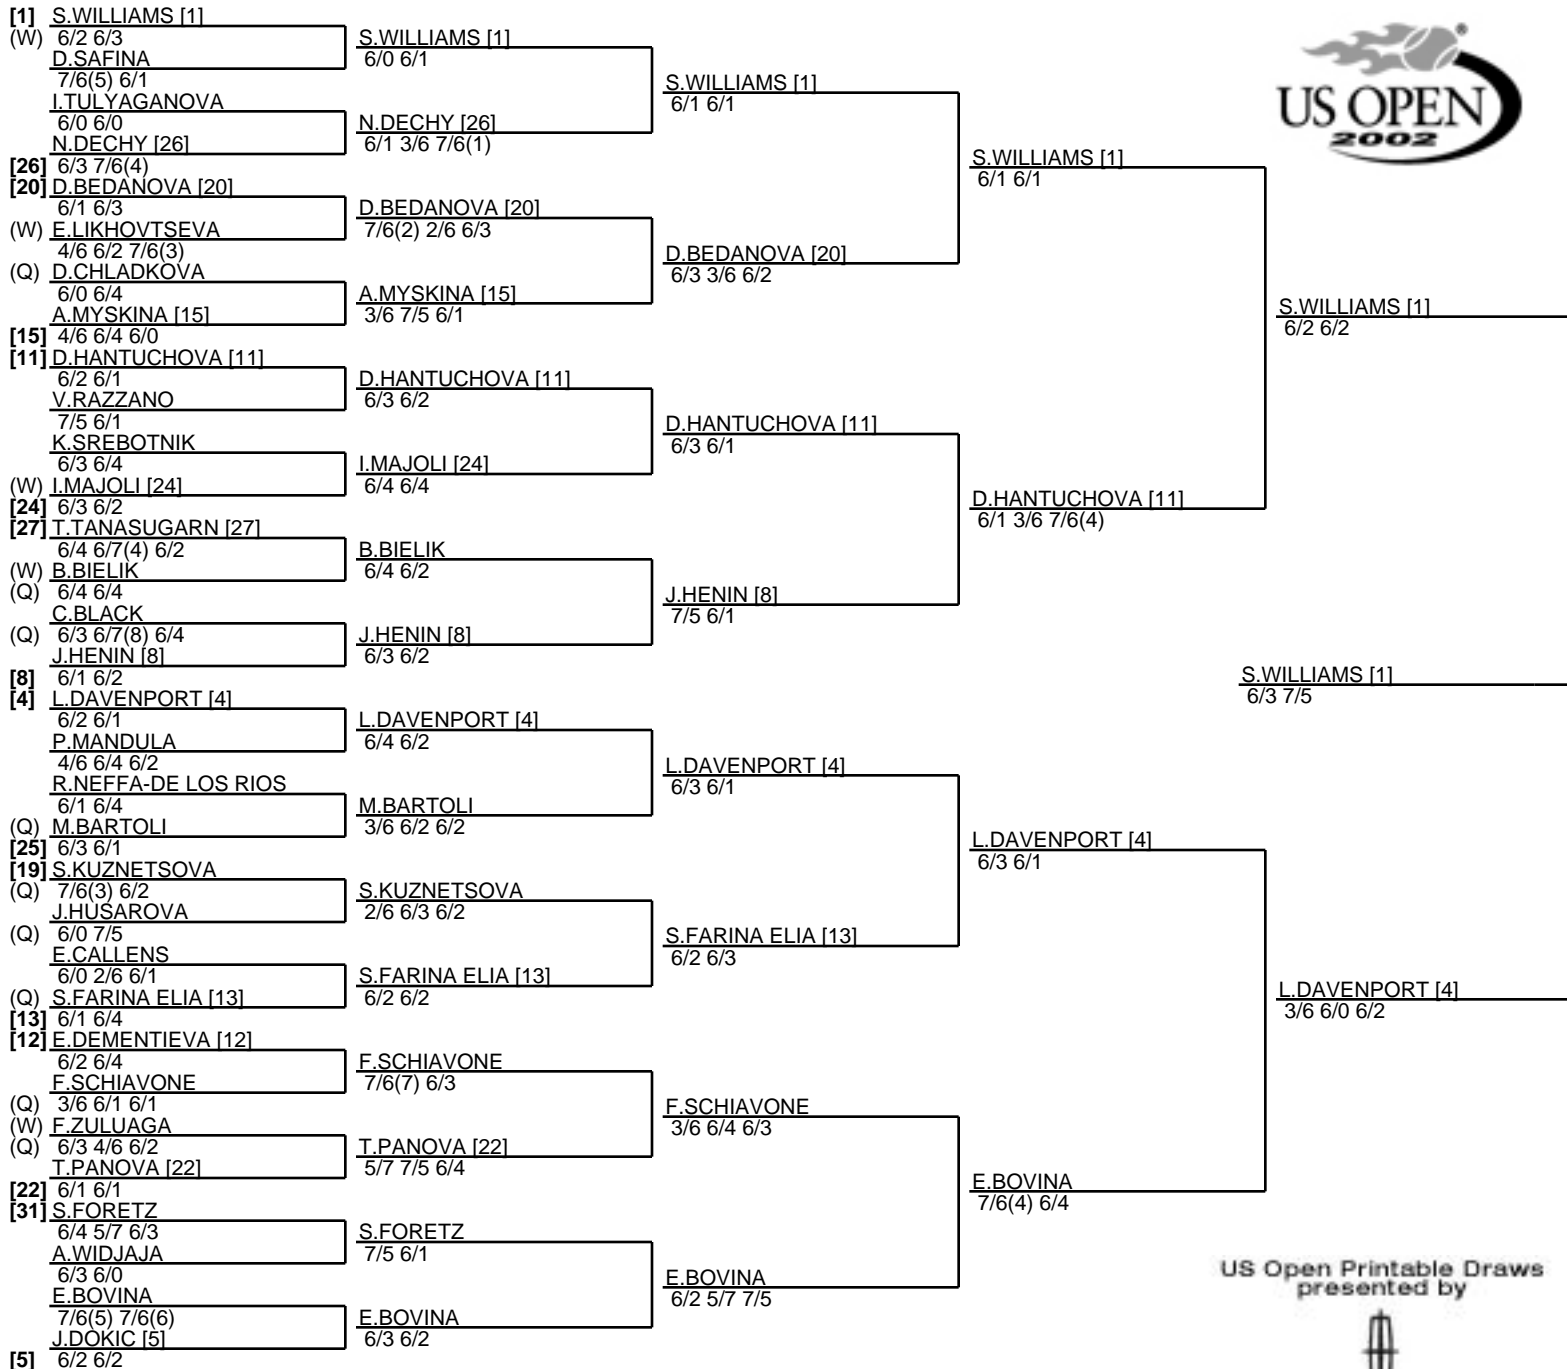 [1] S.WILLIAMS [1]
(W) 6/2 6/3
D.SAFINA
7/6(5) 6/1
I.TULYAGANOVA
6/0 6/0
N.DECHY [26]
[26] 6/3 7/6(4)
[20] D.BEDANOVA [20]
6/1 6/3
(W) E.LIKHOVTSEVA
4/6 6/2 7/6(3)
(Q) D.CHLADKOVA
6/0 6/4
A.MYSKINA [15]
[15] 4/6 6/4 6/0
[11] D.HANTUCHOVA [11]
6/2 6/1
V.RAZZANO
7/5 6/1
K.SREBOTNIK
6/3 6/4
(W) I.MAJOLI [24]
[24] 6/3 6/2
[27] T.TANASUGARN [27]
6/4 6/7(4) 6/2
(W) B.BIELIK
(Q) 6/4 6/4
C.BLACK
(Q) 6/3 6/7(8) 6/4
J.HENIN [8]
[8] 6/1 6/2
[4] L.DAVENPORT [4]
6/2 6/1
P.MANDULA
4/6 6/4 6/2
R.NEFFA-DE LOS RIOS
6/1 6/4
(Q) M.BARTOLI
[25] 6/3 6/1
[19] S.KUZNETSOVA
(Q) 7/6(3) 6/2
J.HUSAROVA
(Q) 6/0 7/5
E.CALLENS
6/0 2/6 6/1
(Q) S.FARINA ELIA [13]
[13] 6/1 6/4
[12] E.DEMENTIEVA [12]
6/2 6/4
F.SCHIAVONE
(Q) 3/6 6/1 6/1
(W) F.ZULUAGA
(Q) 6/3 4/6 6/2
T.PANOVA [22]
[22] 6/1 6/1
[31] S.FORETZ
6/4 5/7 6/3
A.WIDJAJA
6/3 6/0
E.BOVINA
7/6(5) 7/6(6)
J.DOKIC [5]
[5] 6/2 6/2
S.WILLIAMS [1]
6/0 6/1
N.DECHY [26]
6/1 3/6 7/6(1)
D.BEDANOVA [20]
7/6(2) 2/6 6/3
A.MYSKINA [15]
3/6 7/5 6/1
D.HANTUCHOVA [11]
6/3 6/2
I.MAJOLI [24]
6/4 6/4
B.BIELIK
6/4 6/2
J.HENIN [8]
6/3 6/2
L.DAVENPORT [4]
6/4 6/2
M.BARTOLI
3/6 6/2 6/2
S.KUZNETSOVA
2/6 6/3 6/2
S.FARINA ELIA [13]
6/2 6/2
F.SCHIAVONE
7/6(7) 6/3
T.PANOVA [22]
5/7 7/5 6/4
S.FORETZ
7/5 6/1
E.BOVINA
6/3 6/2
S.WILLIAMS [1]
6/1 6/1
D.BEDANOVA [20]
6/3 3/6 6/2
D.HANTUCHOVA [11]
6/3 6/1
J.HENIN [8]
7/5 6/1
L.DAVENPORT [4]
6/3 6/1
S.FARINA ELIA [13]
6/2 6/3
F.SCHIAVONE
3/6 6/4 6/3
E.BOVINA
6/2 5/7 7/5
S.WILLIAMS [1]
6/1 6/1
D.HANTUCHOVA [11]
6/1 3/6 7/6(4)
L.DAVENPORT [4]
6/3 6/1
E.BOVINA
7/6(4) 6/4
S.WILLIAMS [1]
6/2 6/2
L.DAVENPORT [4]
3/6 6/0 6/2
S.WILLIAMS [1]
6/3 7/5
US OPEN
2002
US Open Printable Draws
presented by